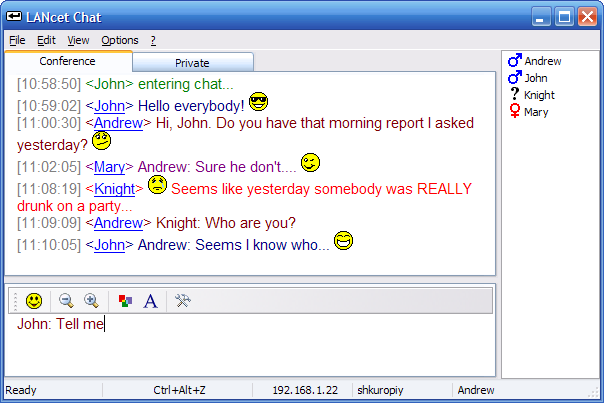 LANcet Chat
File Edit View Options ?
Conference Private
[10:58:50] <John> entering chat...
[10:59:02] <John> Hello everybody!
[11:00:30] <Andrew> Hi, John. Do you have that morning report I asked
yesterday?
[11:02:05] <Mary> Andrew: Sure he don't....
[11:08:19] <Knight> Seems like yesterday somebody was REALLY
drunk on a party...
[11:09:09] <Andrew> Knight: Who are you?
[11:10:05] <John> Andrew: Seems I know who...
Andrew
John
? Knight
Mary
A
John: Tell me
Ready Ctrl+Alt+Z 192.168.1.22 shkuropiy Andrew